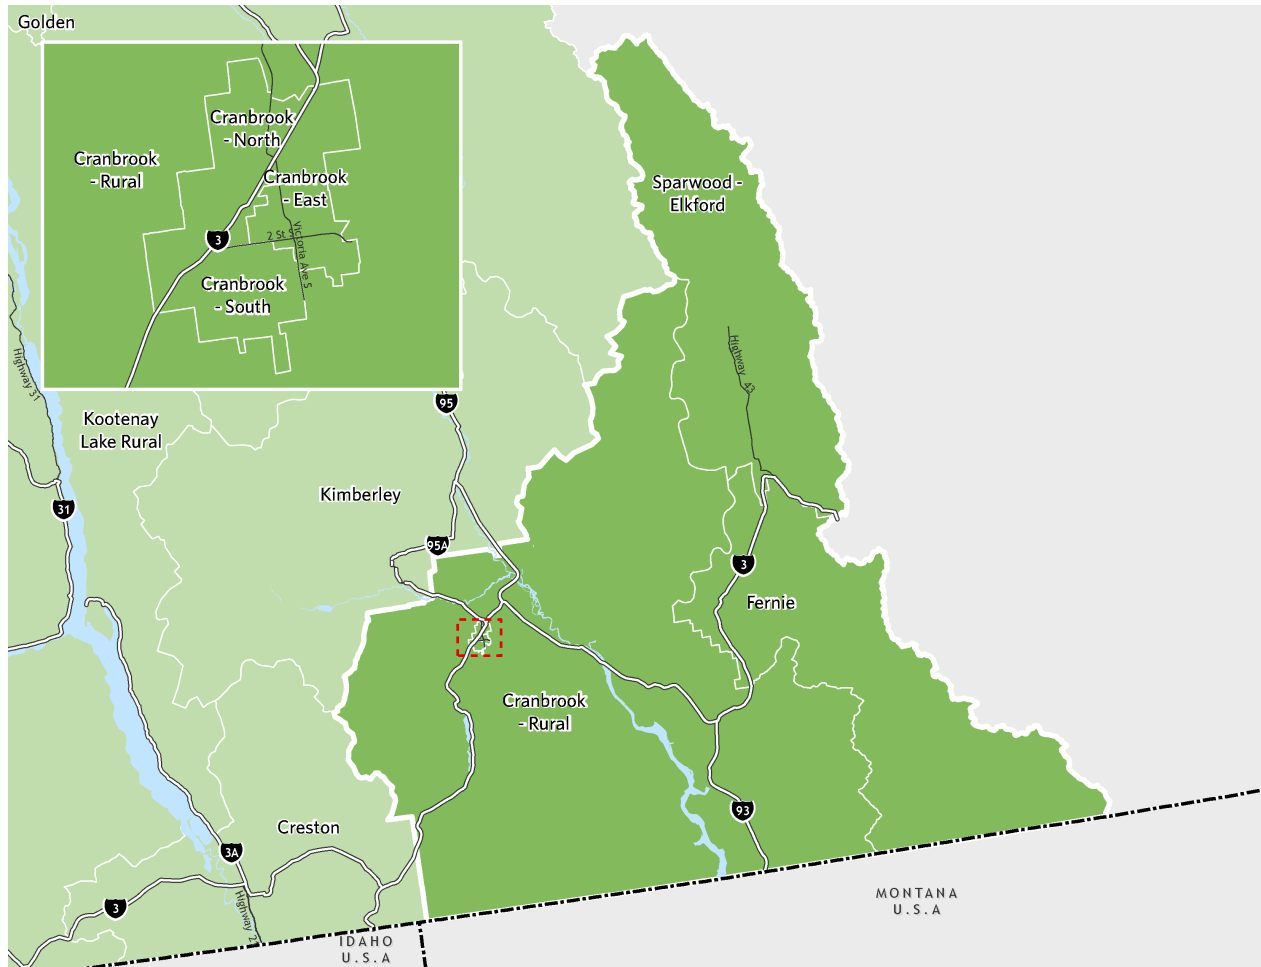 Golden
Cranbrook
- North
Cranbrook
- Rural
Cranbrook
- East
3
2 St S
Victoria Ave S
Cranbrook
- South
Sparwood -
Elkford
Highway 31
Highway 43
95
Kootenay
Lake Rural
Kimberley
31
95A
3
Fernie
Cranbrook
- Rural
93
Creston
3A
3
Highway 21
MONTANA
U.S.A
IDAHO
U.S.A